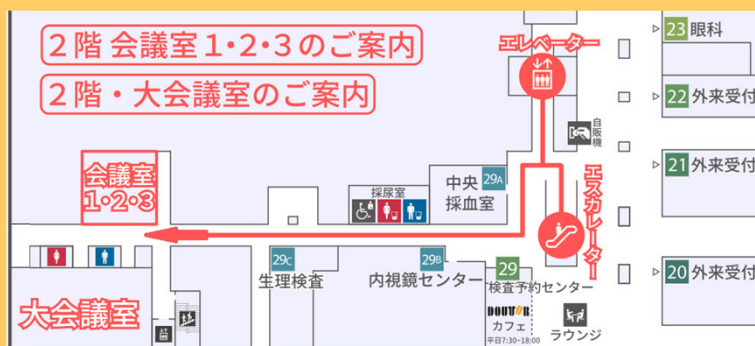 ２階 会議室１・２・３のご案内
２階・大会議室のご案内
エレベーター
23 眼科
22 外来受付
自販機
21 外来受付
エスカレーター
会議室
1・2・3
採尿室
中央
採血室
29A
29C
生理検査
29B
内視鏡センター
29
検査予約センター
20 外来受付
大会議室
DOUTOR
カフェ
平日7:30~18:00
ラウンジ